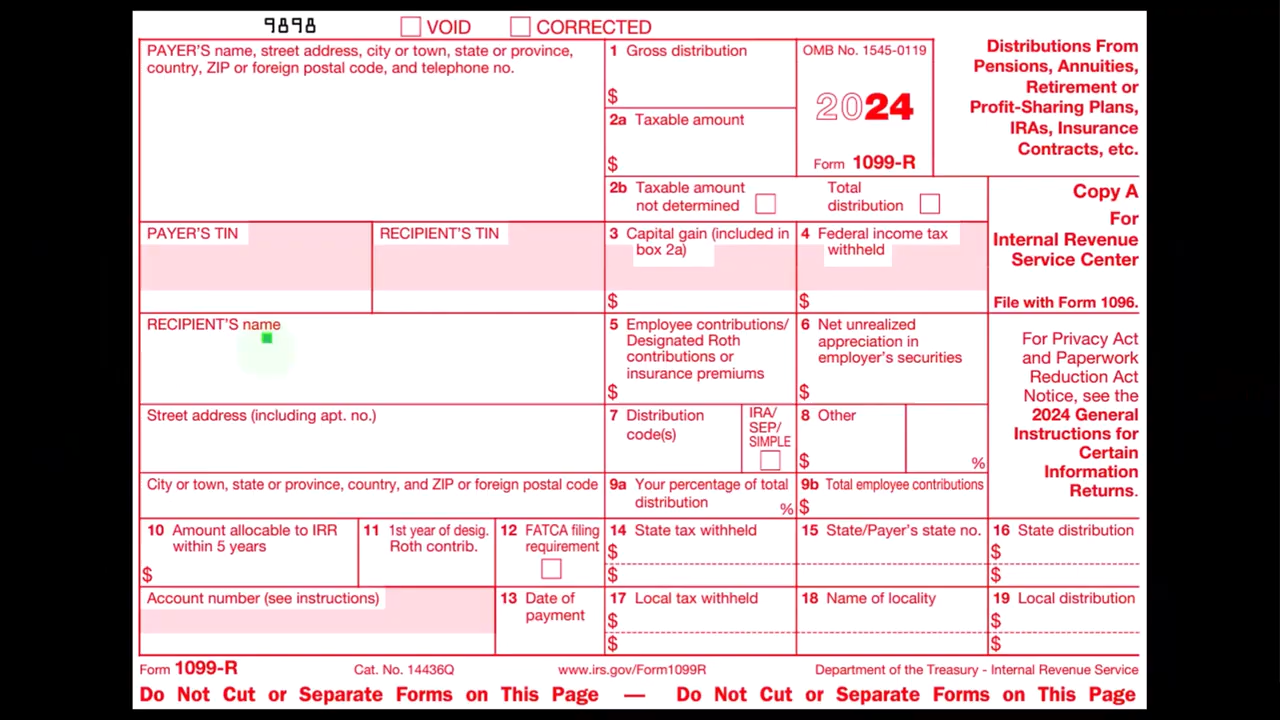 9898 VOID CORRECTED
PAYER'S name, street address, city or town, state or province,
country, ZIP or foreign postal code, and telephone no.
1 Gross distribution
$
2a Taxable amount
$
OMB No. 1545-0119
2024
Form 1099-R
Distributions From
Pensions, Annuities,
Retirement or
Profit-Sharing Plans,
IRAs, Insurance
Contracts, etc.
2b Taxable amount
not determined
Total
distribution
Copy A
For
Internal Revenue
Service Center
File with Form 1096.
PAYER'S TIN
RECIPIENT'S TIN
3 Capital gain (included in
box 2a)
$
4 Federal income tax
withheld
$
RECIPIENT'S name
5 Employee contributions/
Designated Roth
contributions or
insurance premiums
$
6 Net unrealized
appreciation in
employer's securities
$
For Privacy Act
and Paperwork
Reduction Act
Notice, see the
2024 General
Instructions for
Certain
Information
Returns.
Street address (including apt. no.)
7 Distribution
code(s)
IRA/
SEP/
SIMPLE
8 Other
$
%
City or town, state or province, country, and ZIP or foreign postal code
9a Your percentage of total
distribution
%
9b Total employee contributions
$
10 Amount allocable to IRR
within 5 years
$
11 1st year of desig.
Roth contrib.
12 FATCA filing
requirement
14 State tax withheld
$
$
15 State/Payer's state no.
16 State distribution
$
$
Account number (see instructions)
13 Date of
payment
17 Local tax withheld
$
$
18 Name of locality
19 Local distribution
$
$
Form 1099-R Cat. No. 14436Q www.irs.gov/Form1099R Department of the Treasury - Internal Revenue Service
Do Not Cut or Separate Forms on This Page — Do Not Cut or Separate Forms on This Page